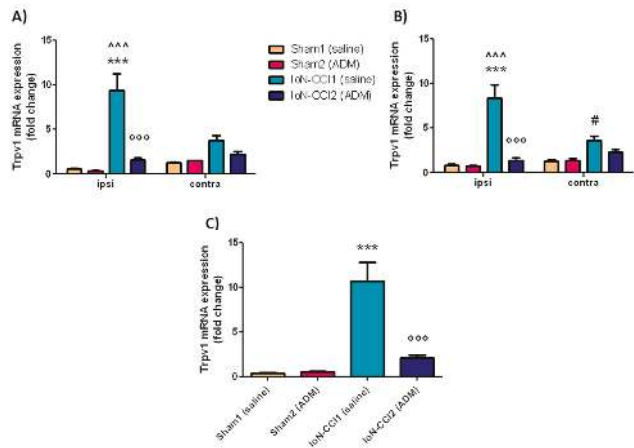 A)
Trpv1 mRNA expression
(fold change)
15
10
5
0
^^^
***
°°°
ipsi
contra
Sham1 (saline)
Sham2 (ADM)
IoN-CCI1 (saline)
IoN-CCI2 (ADM)
B)
Trpv1 mRNA expression
(fold change)
15
10
5
0
^^^
***
°°°
#
ipsi
contra
C)
Trpv1 mRNA expression
(fold change)
15
10
5
0
***
°°°
Sham1 (saline)
Sham2 (ADM)
IoN-CCI1 (saline)
IoN-CCI2 (ADM)